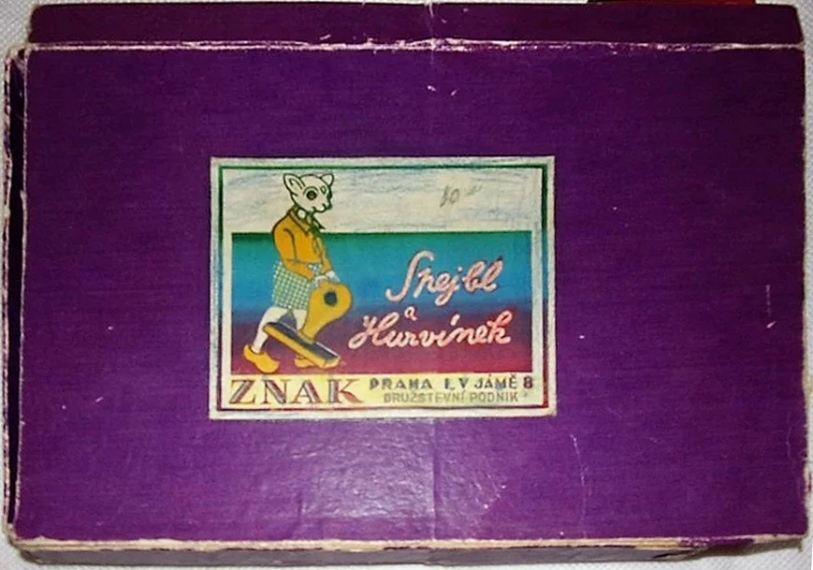 Spejbl
a
Hurvínek
ZNAK PRAHA I, V JÁMĚ 8
DRUŽSTEVNÍ PODNIK